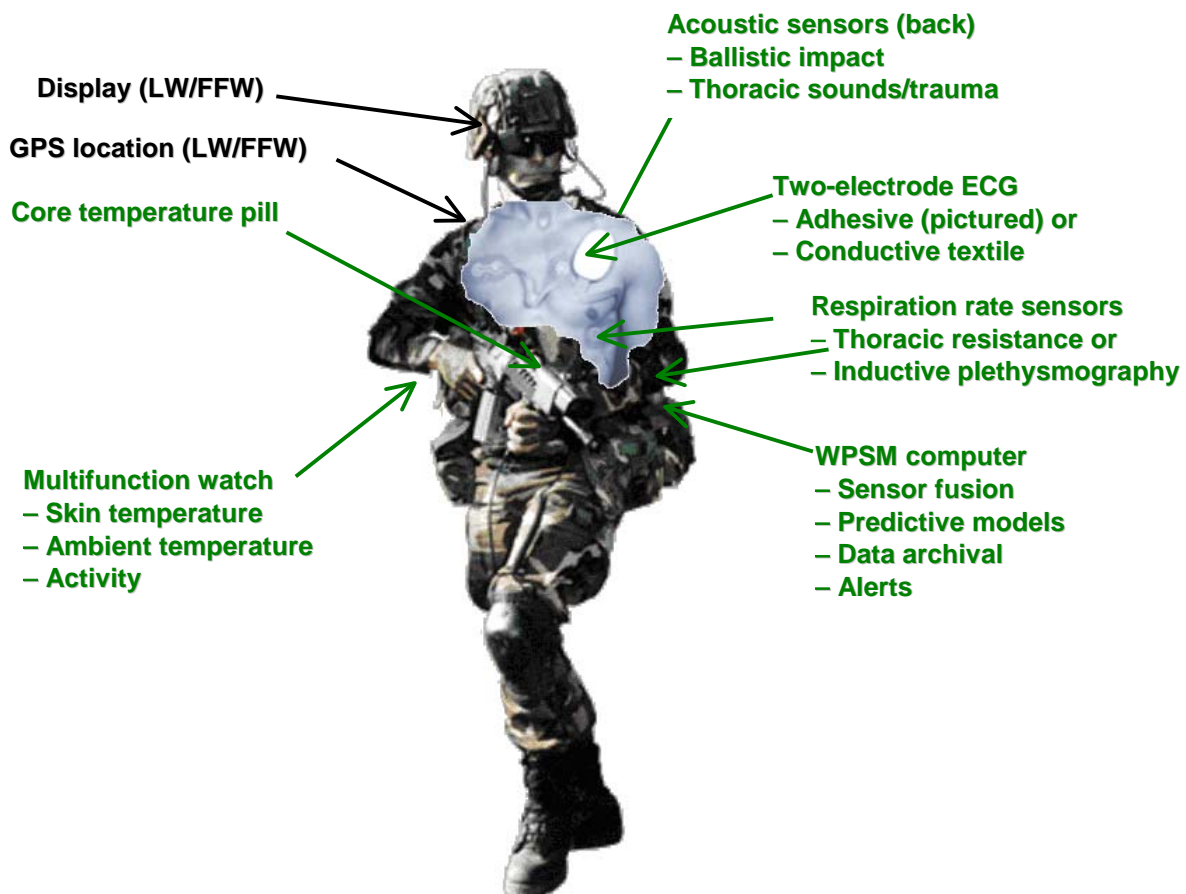 Acoustic sensors (back)
– Ballistic impact
– Thoracic sounds/trauma
Display (LW/FFW)
GPS location (LW/FFW)
Core temperature pill
Two-electrode ECG
– Adhesive (pictured) or
– Conductive textile
Respiration rate sensors
– Thoracic resistance or
– Inductive plethysmography
Multifunction watch
– Skin temperature
– Ambient temperature
– Activity
WPSM computer
– Sensor fusion
– Predictive models
– Data archival
– Alerts